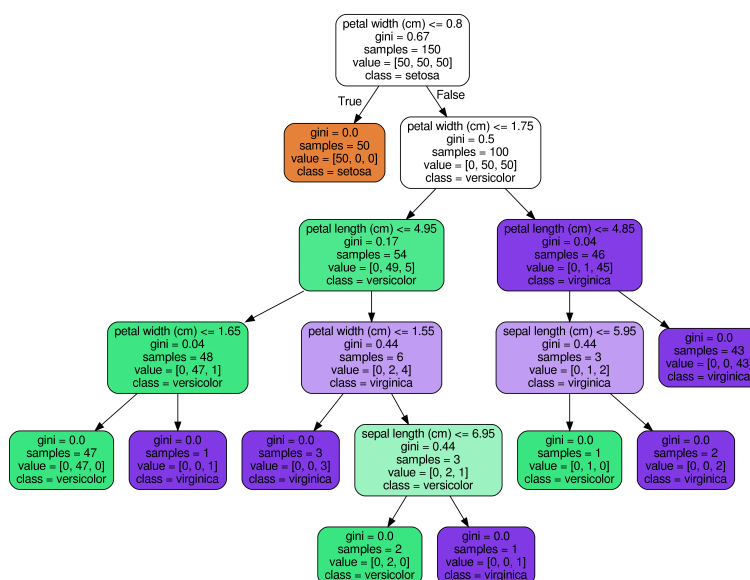 petal width (cm) <= 0.8
gini = 0.67
samples = 150
value = [50, 50, 50]
class = setosa
True
False
gini = 0.0
samples = 50
value = [50, 0, 0]
class = setosa
petal width (cm) <= 1.75
gini = 0.5
samples = 100
value = [0, 50, 50]
class = versicolor
petal length (cm) <= 4.95
gini = 0.17
samples = 54
value = [0, 49, 5]
class = versicolor
petal length (cm) <= 4.85
gini = 0.04
samples = 46
value = [0, 1, 45]
class = virginica
petal width (cm) <= 1.65
gini = 0.04
samples = 48
value = [0, 47, 1]
class = versicolor
petal width (cm) <= 1.55
gini = 0.44
samples = 6
value = [0, 2, 4]
class = virginica
sepal length (cm) <= 5.95
gini = 0.44
samples = 3
value = [0, 1, 2]
class = virginica
gini = 0.0
samples = 43
value = [0, 0, 43]
class = virginica
gini = 0.0
samples = 47
value = [0, 47, 0]
class = versicolor
gini = 0.0
samples = 1
value = [0, 0, 1]
class = virginica
gini = 0.0
samples = 3
value = [0, 0, 3]
class = virginica
sepal length (cm) <= 6.95
gini = 0.44
samples = 3
value = [0, 2, 1]
class = versicolor
gini = 0.0
samples = 1
value = [0, 1, 0]
class = versicolor
gini = 0.0
samples = 2
value = [0, 0, 2]
class = virginica
gini = 0.0
samples = 2
value = [0, 2, 0]
class = versicolor
gini = 0.0
samples = 1
value = [0, 0, 1]
class = virginica